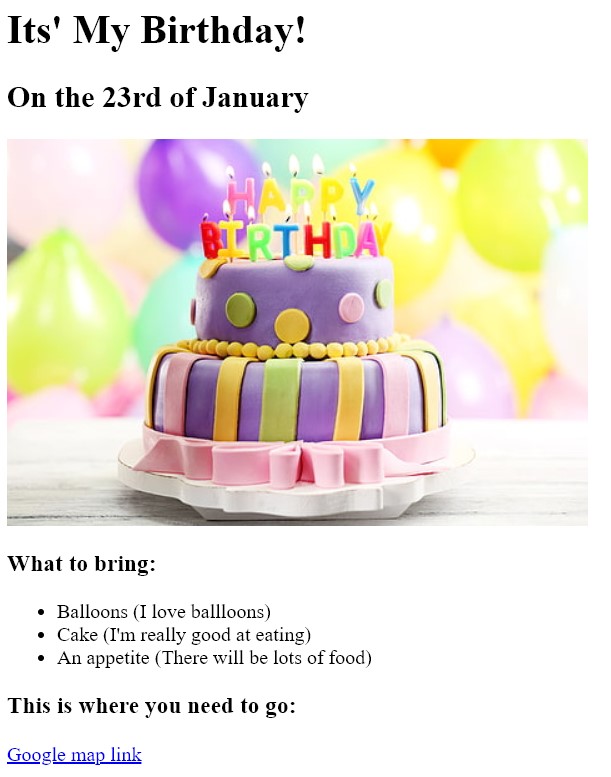 Its' My Birthday!
On the 23rd of January
HAPPY
BIRTHDAY
What to bring:
Balloons (I love ballloons)
Cake (I'm really good at eating)
An appetite (There will be lots of food)
This is where you need to go:
Google map link